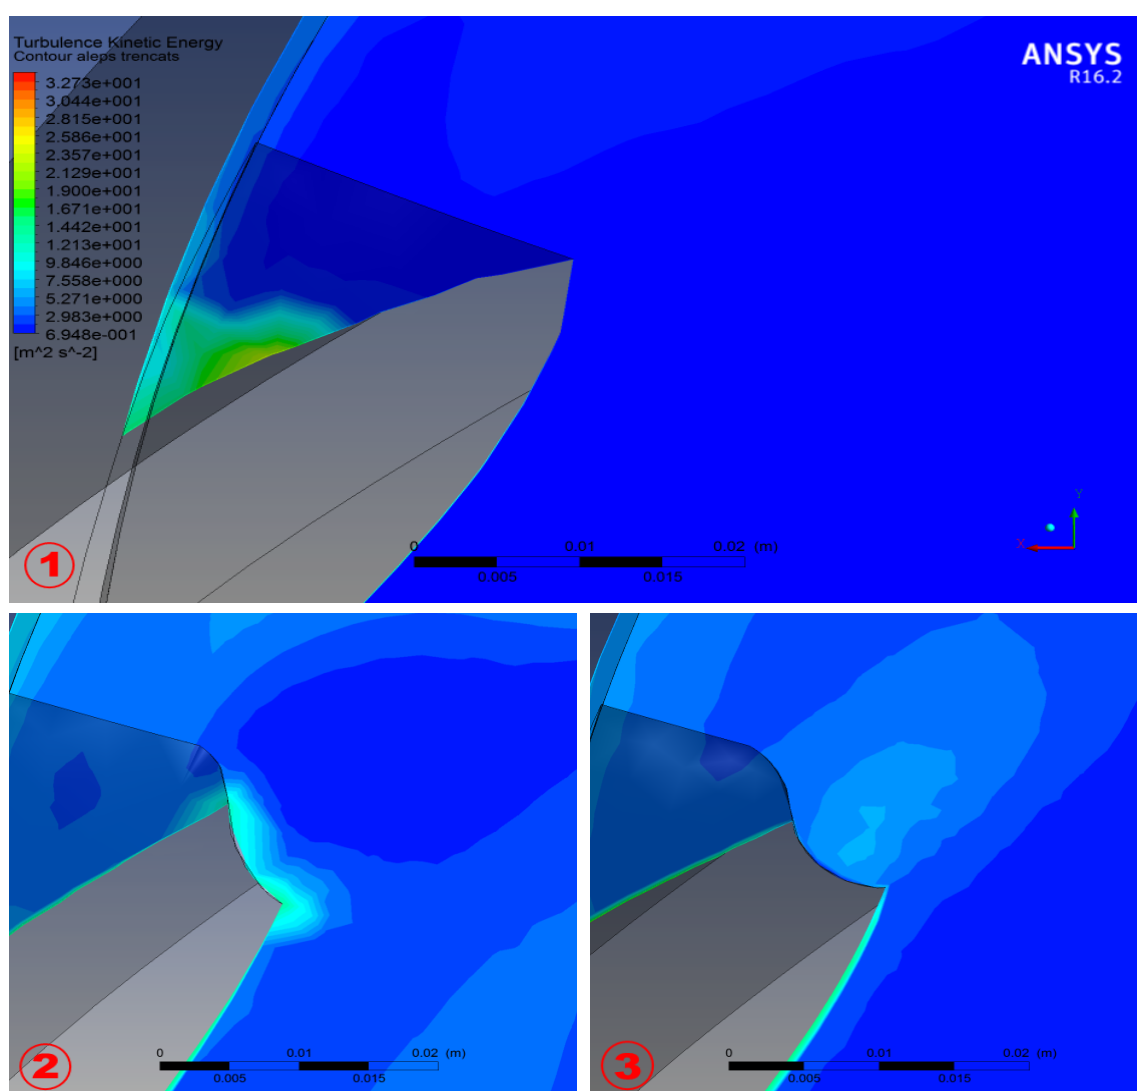 Turbulence Kinetic Energy
Contour aleps trencats
3.273e+001
3.044e+001
2.815e+001
2.586e+001
2.357e+001
2.129e+001
1.900e+001
1.671e+001
1.442e+001
1.213e+001
9.846e+000
7.558e+000
5.271e+000
2.983e+000
6.948e-001
[m^2 s^-2]
ANSYS
R16.2
Y
X
0 0.01 0.02 (m)
0.005 0.015
1
0 0.01 0.02 (m)
0.005 0.015
2
0 0.01 0.02 (m)
0.005 0.015
3